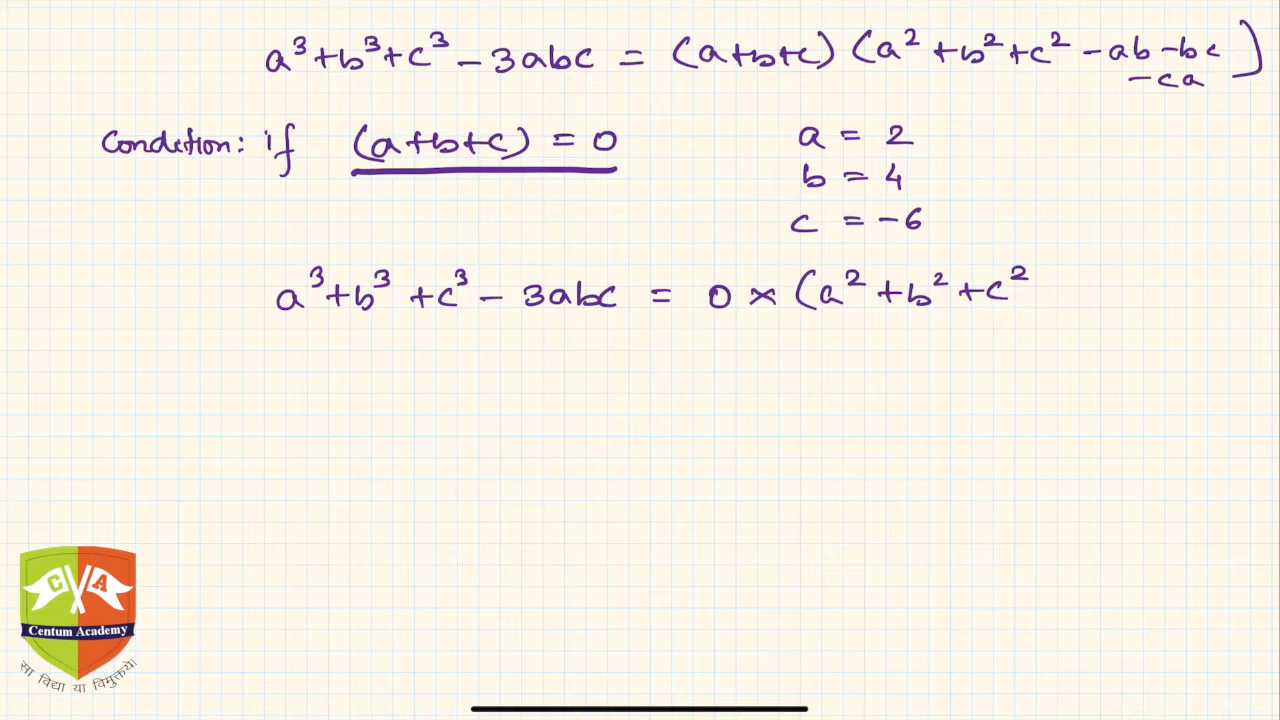 a³+b³+c³ – 3abc = (a+b+c) (a² +b² +c² – ab –bc
–ca)
Condition: if (a+b+c) = 0
a = 2
b = 4
c = –6
a³+b³ +c³ – 3abc = 0 × (a² +b² +c²
C A
Centum Academy
सा विद्या या विमुक्तये।